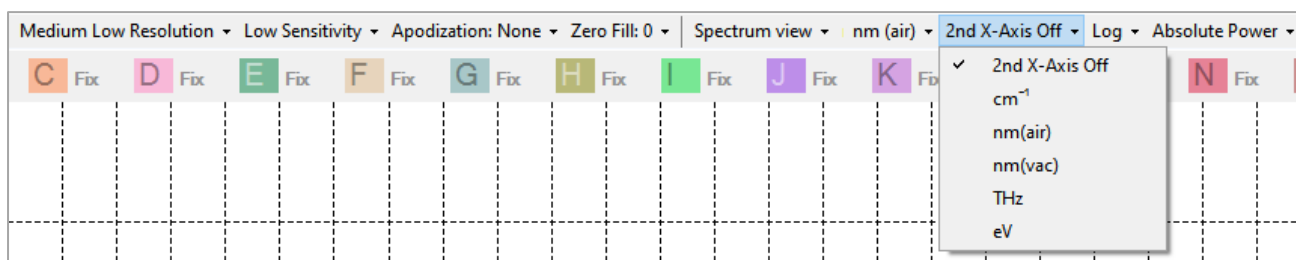 Medium Low Resolution Low Sensitivity Apodization: None Zero Fill: 0 Spectrum view nm (air) 2nd X-Axis Off Log Absolute Power
C Fix D Fix E Fix F Fix G Fix H Fix I Fix J Fix K N Fix
2nd X-Axis Off
cm⁻¹
nm(air)
nm(vac)
THz
eV